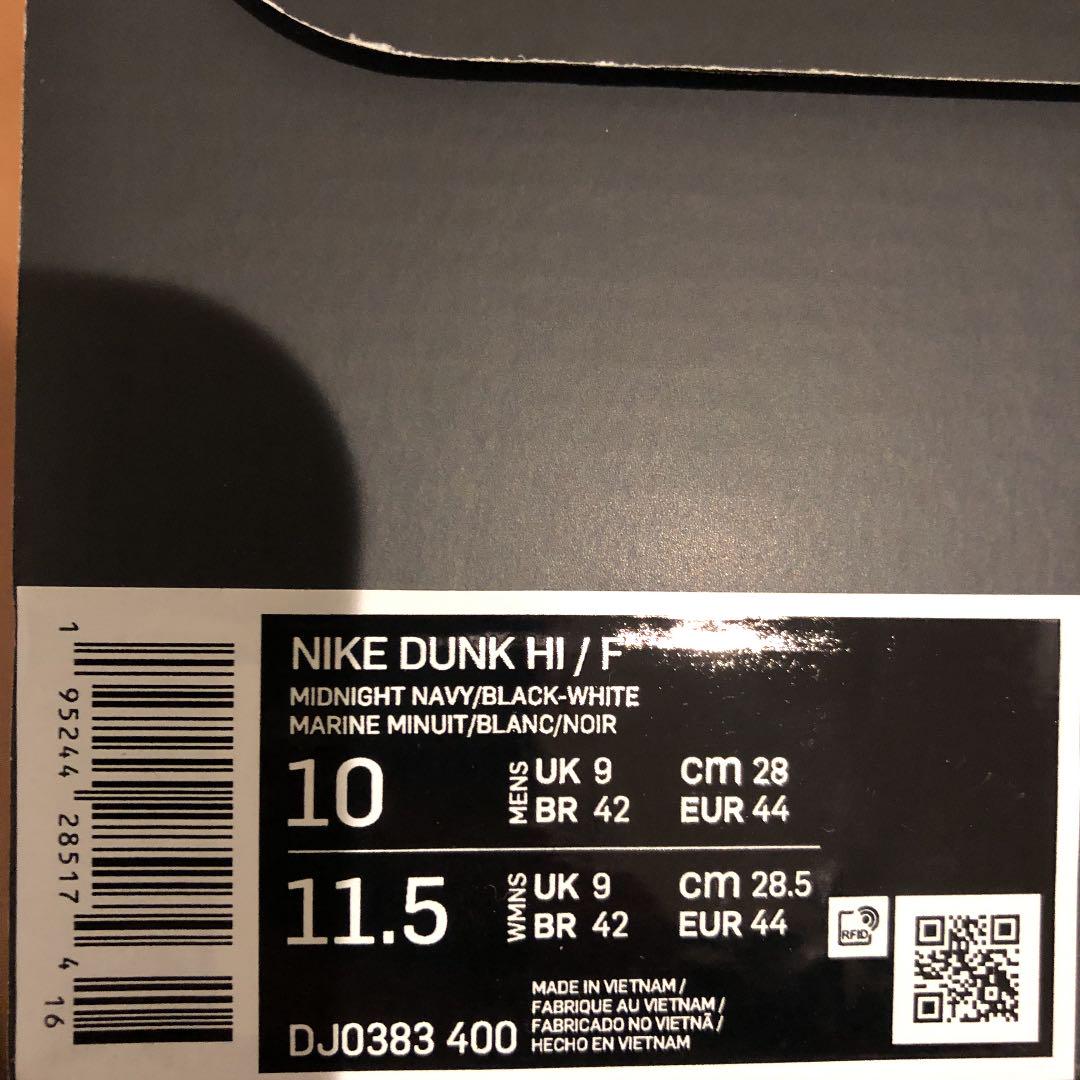 NIKE DUNK HI / F
MIDNIGHT NAVY/BLACK-WHITE
MARINE MINUIT/BLANC/NOIR
10 MENS UK 9 cm 28
BR 42 EUR 44
11.5 WMNS UK 9 cm 28.5
BR 42 EUR 44
RFID
MADE IN VIETNAM /
FABRIQUE AU VIETNAM /
FABRICADO NO VIETNÃ /
HECHO EN VIETNAM
DJ0383 400
1 95244 28517 4 16